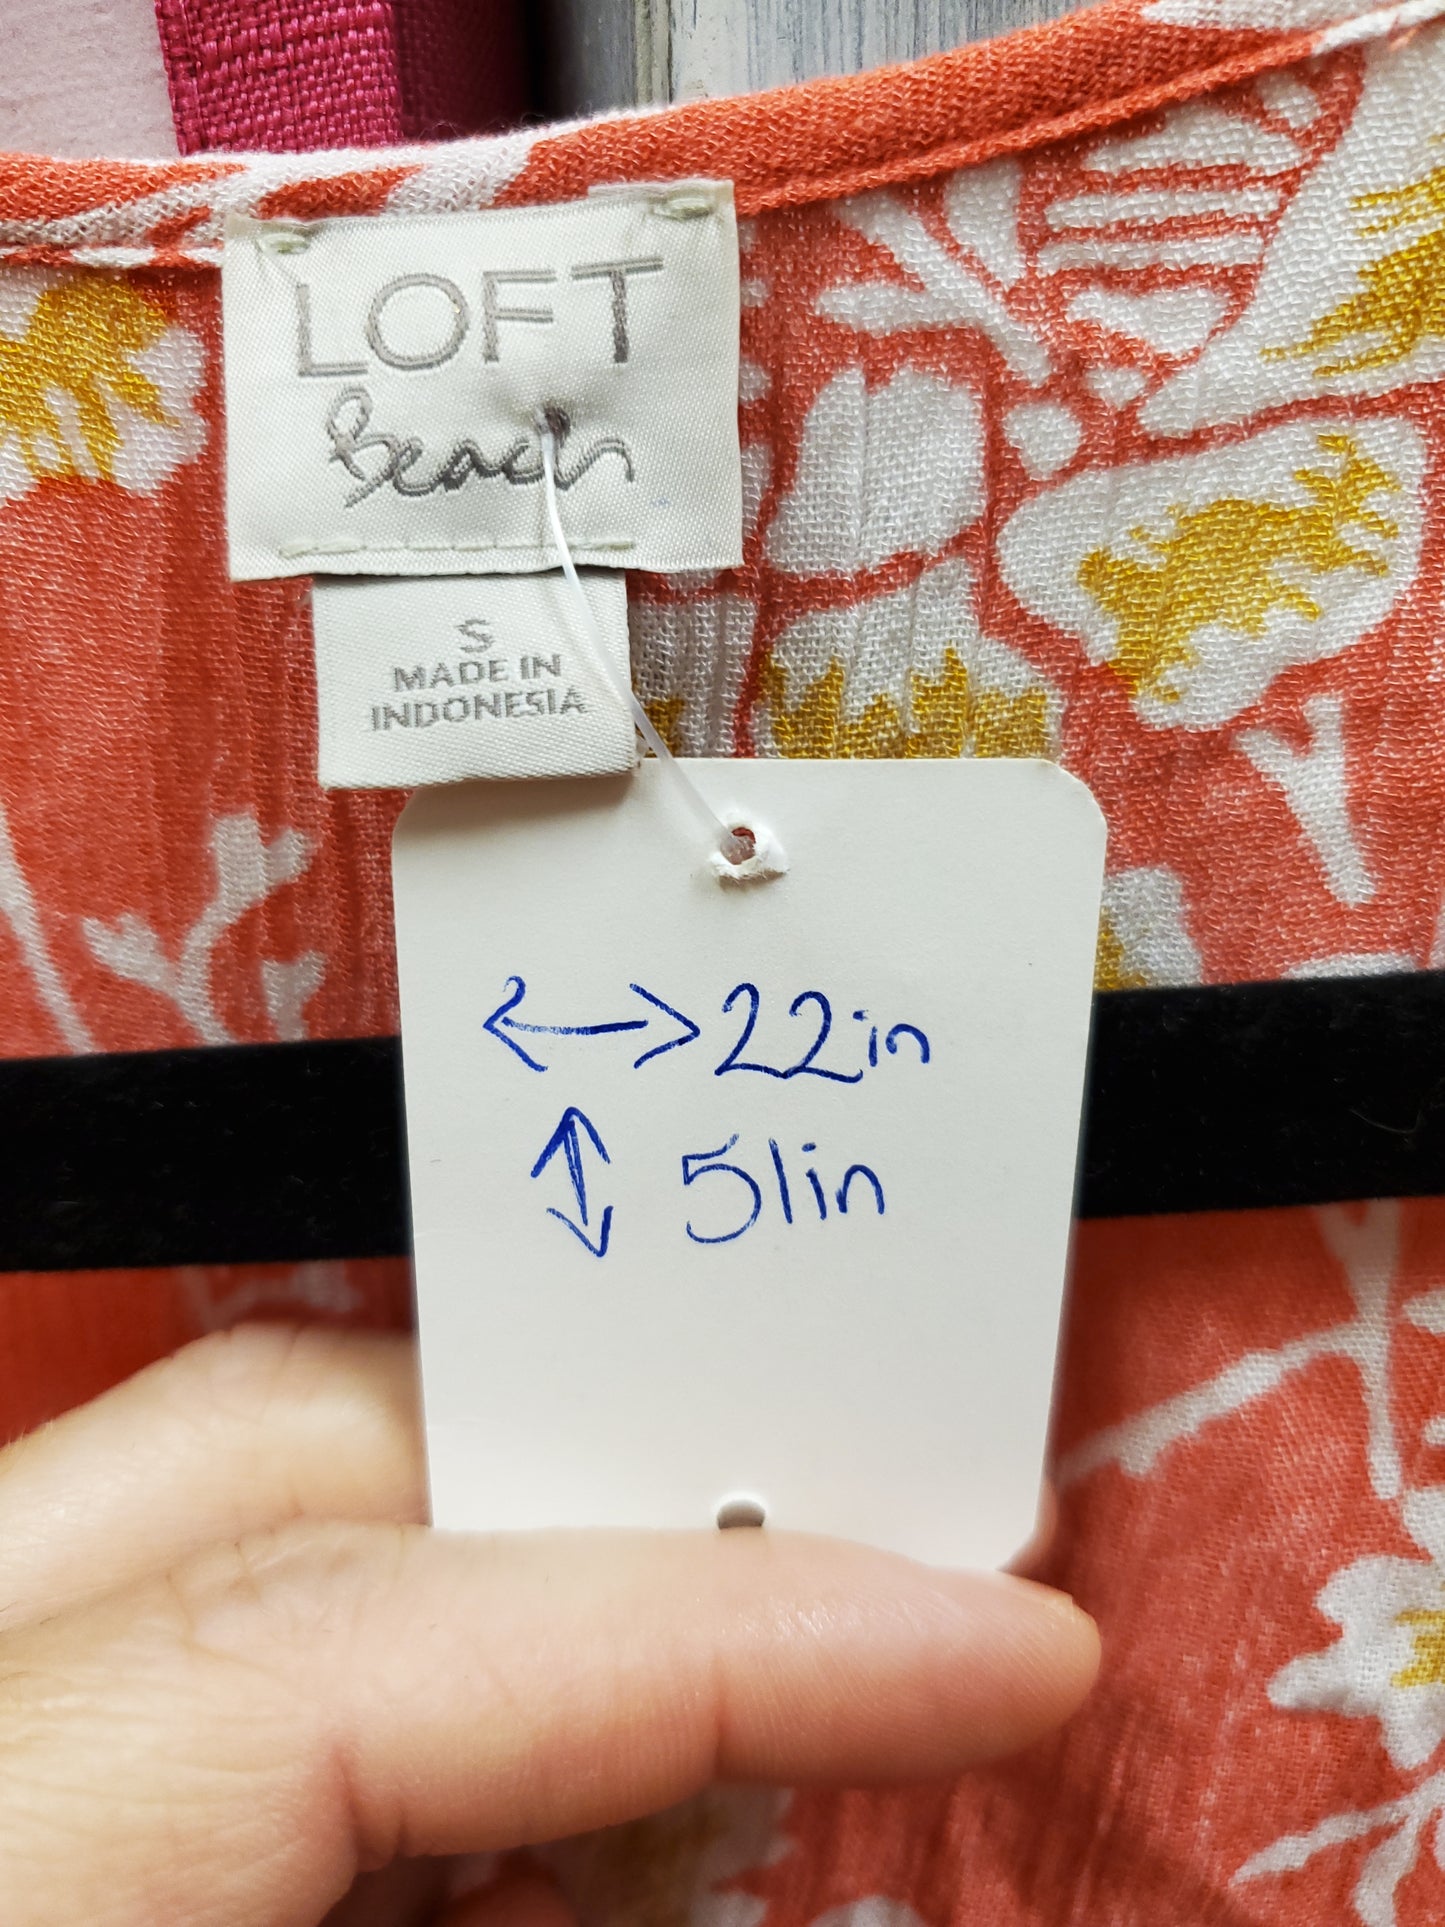 LOFT
Beach
S
MADE IN
INDONESIA
22in
51in